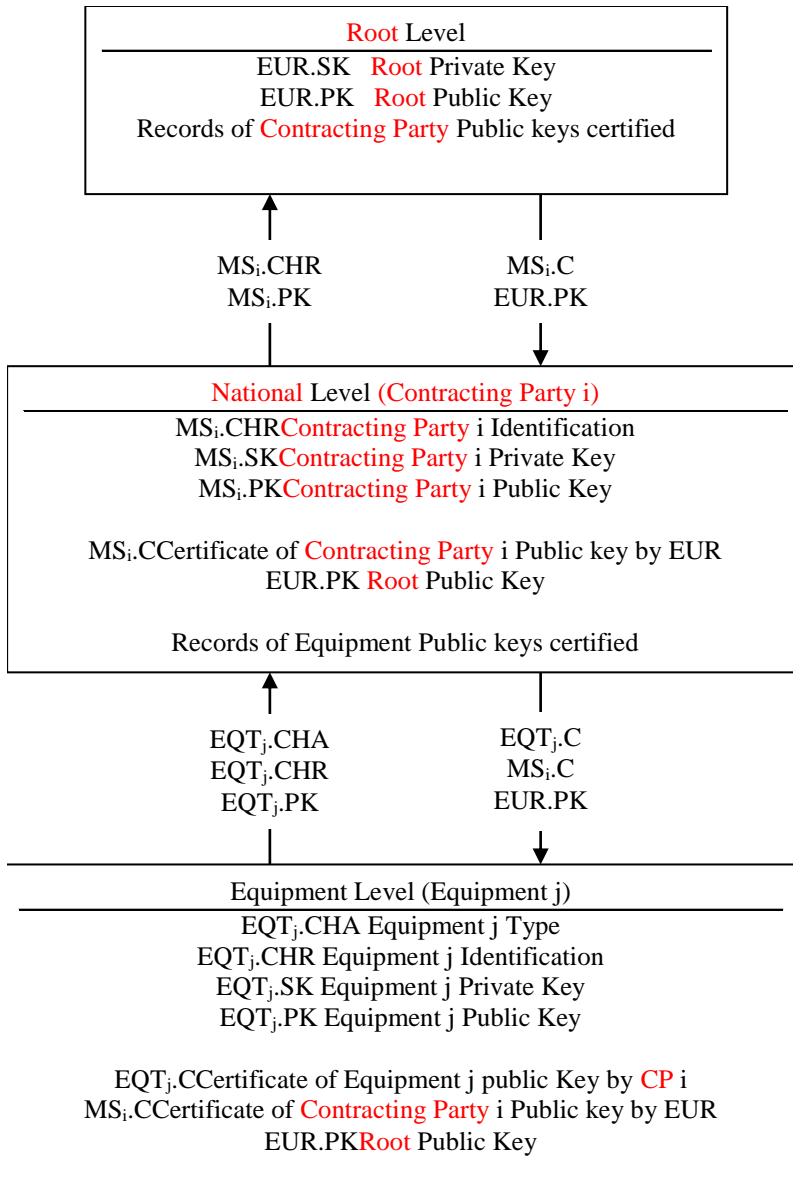 Root Level
EUR.SK Root Private Key
EUR.PK Root Public Key
Records of Contracting Party Public keys certified
MSi.CHR
MSi.PK
MSi.C
EUR.PK
National Level (Contracting Party i)
MSi.CHRContracting Party i Identification
MSi.SKContracting Party i Private Key
MSi.PKContracting Party i Public Key
MSi.CCertificate of Contracting Party i Public key by EUR
EUR.PK Root Public Key
Records of Equipment Public keys certified
EQTj.CHA
EQTj.CHR
EQTj.PK
EQTj.C
MSi.C
EUR.PK
Equipment Level (Equipment j)
EQTj.CHA Equipment j Type
EQTj.CHR Equipment j Identification
EQTj.SK Equipment j Private Key
EQTj.PK Equipment j Public Key
EQTj.CCertificate of Equipment j public Key by CP i
MSi.CCertificate of Contracting Party i Public key by EUR
EUR.PKRoot Public Key